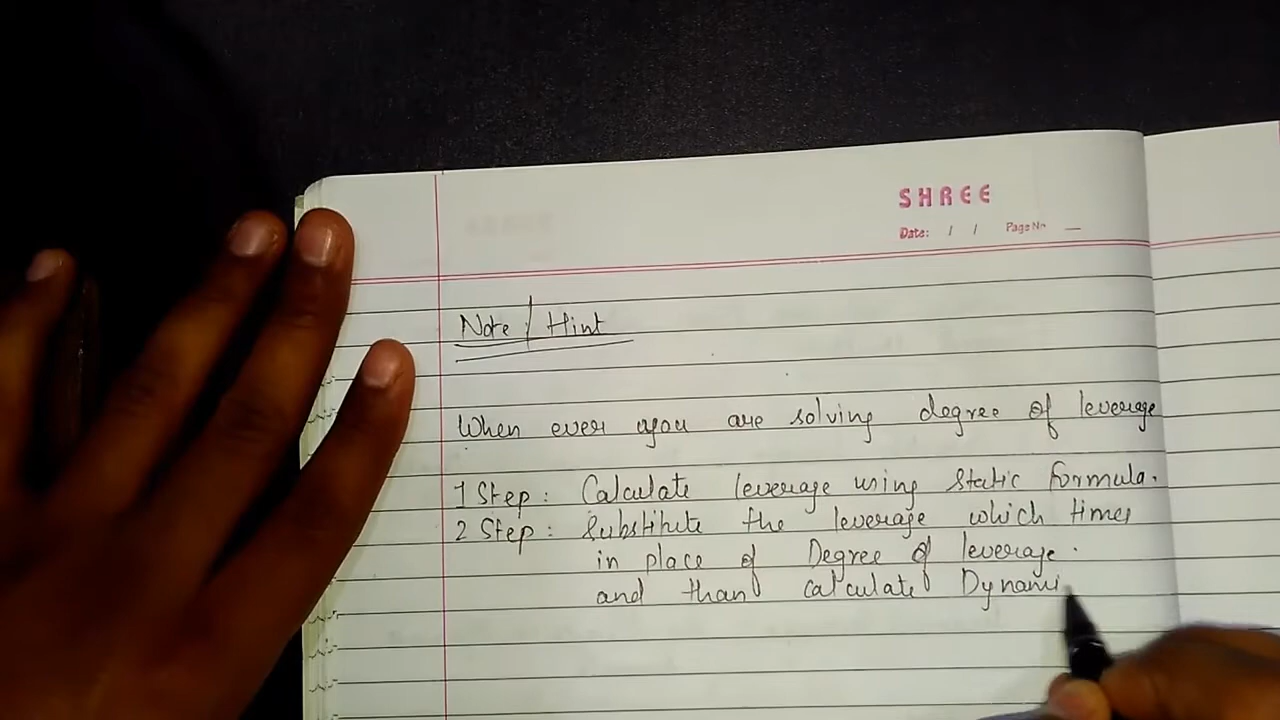 SHREE
Date: / / Page No
Note / Hint
When ever you are solving degree of leverage
1 Step: Calculate leverage using Static formula.
2 Step: Substitute the leverage which times
in place of Degree of leverage.
and than calculate Dynami